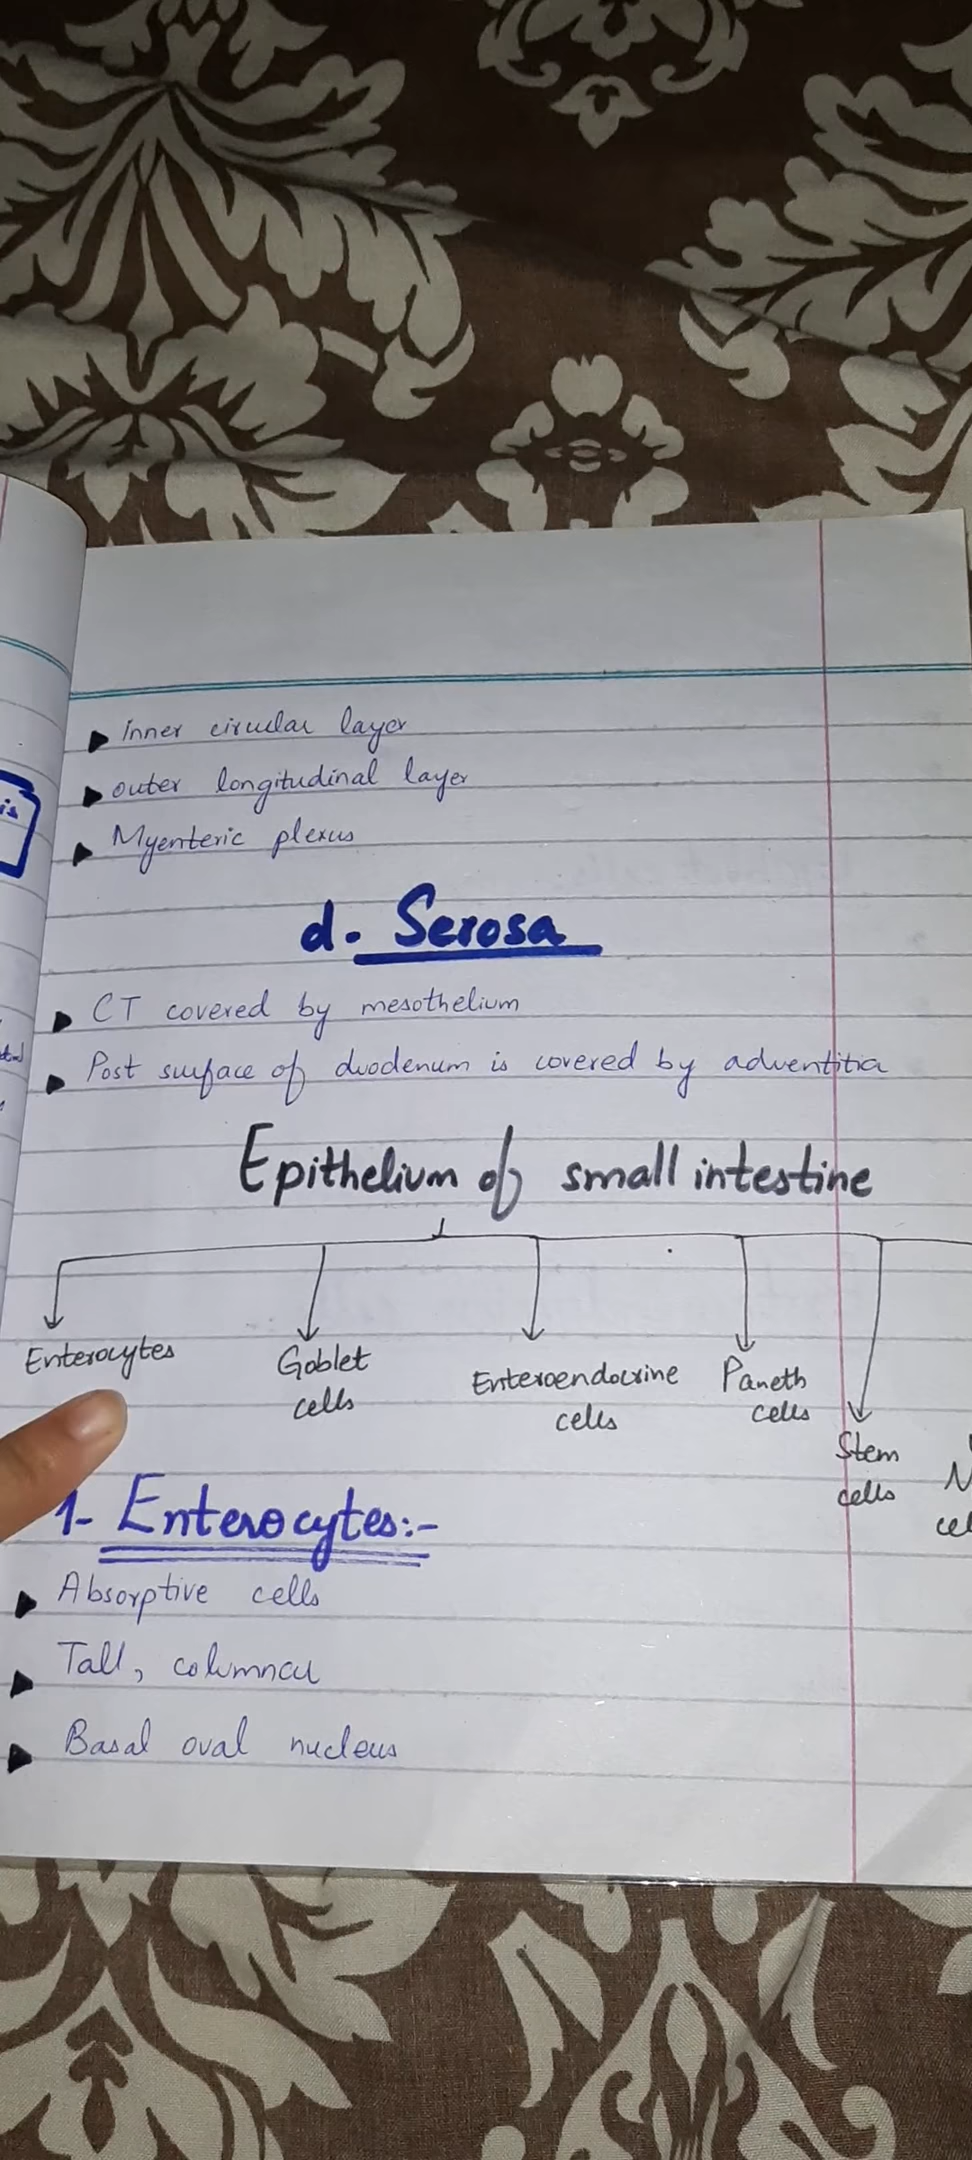 Inner circular layer
outer longitudinal layer
Myenteric plexus
is
d. Serosa
CT covered by mesothelium
Post surface of duodenum is covered by adventitia
Epithelium of small intestine
Enterocytes
Goblet cells
Enteroendocrine cells
Paneth cells
Stem cells
1- Enterocytes:-
Absorptive cells
Tall, columnar
Basal oval nucleus